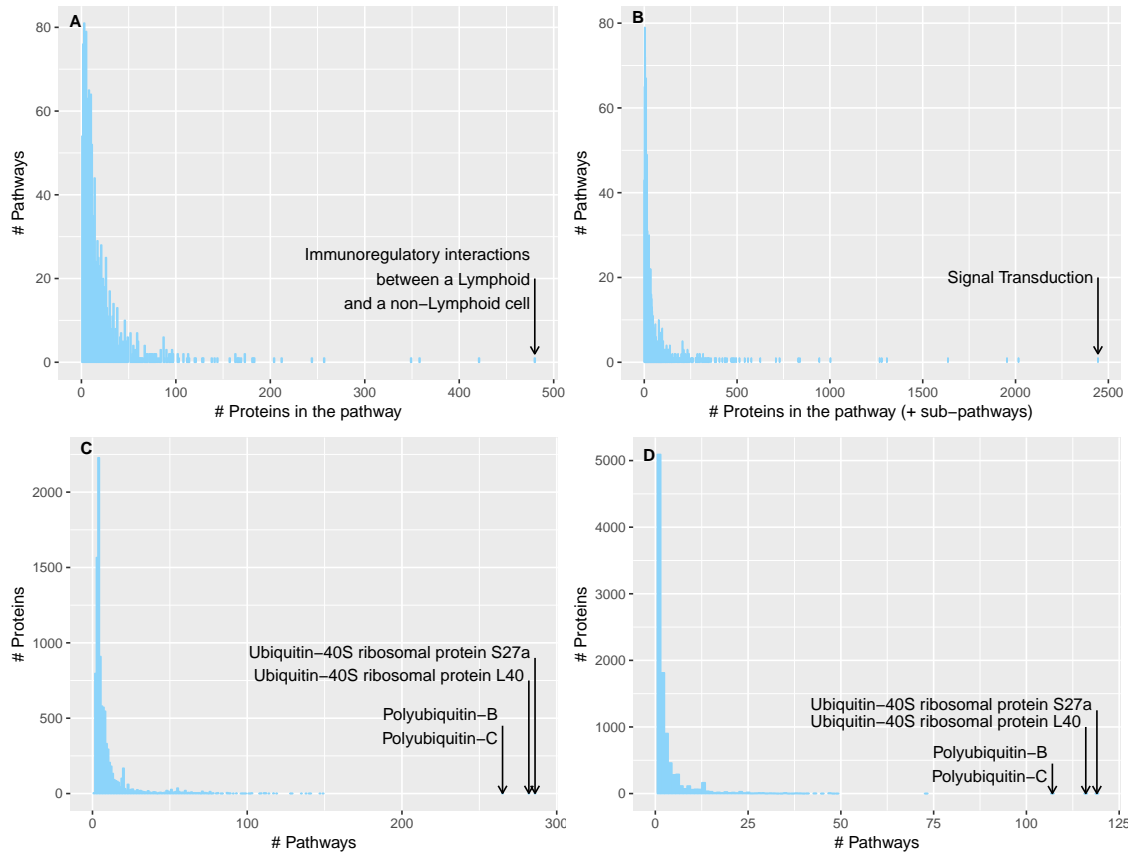 A
# Pathways
80
60
40
20
0
Immunoregulatory interactions
between a Lymphoid
and a non−Lymphoid cell
0 100 200 300 400 500
# Proteins in the pathway
B
# Pathways
80
60
40
20
0
Signal Transduction
0 500 1000 1500 2000 2500
# Proteins in the pathway (+ sub−pathways)
C
# Proteins
2000
1500
1000
500
0
Ubiquitin−40S ribosomal protein S27a
Ubiquitin−40S ribosomal protein L40
Polyubiquitin−B
Polyubiquitin−C
0 100 200 300
# Pathways
D
# Proteins
5000
4000
3000
2000
1000
0
Ubiquitin−40S ribosomal protein S27a
Ubiquitin−40S ribosomal protein L40
Polyubiquitin−B
Polyubiquitin−C
0 25 50 75 100 125
# Pathways